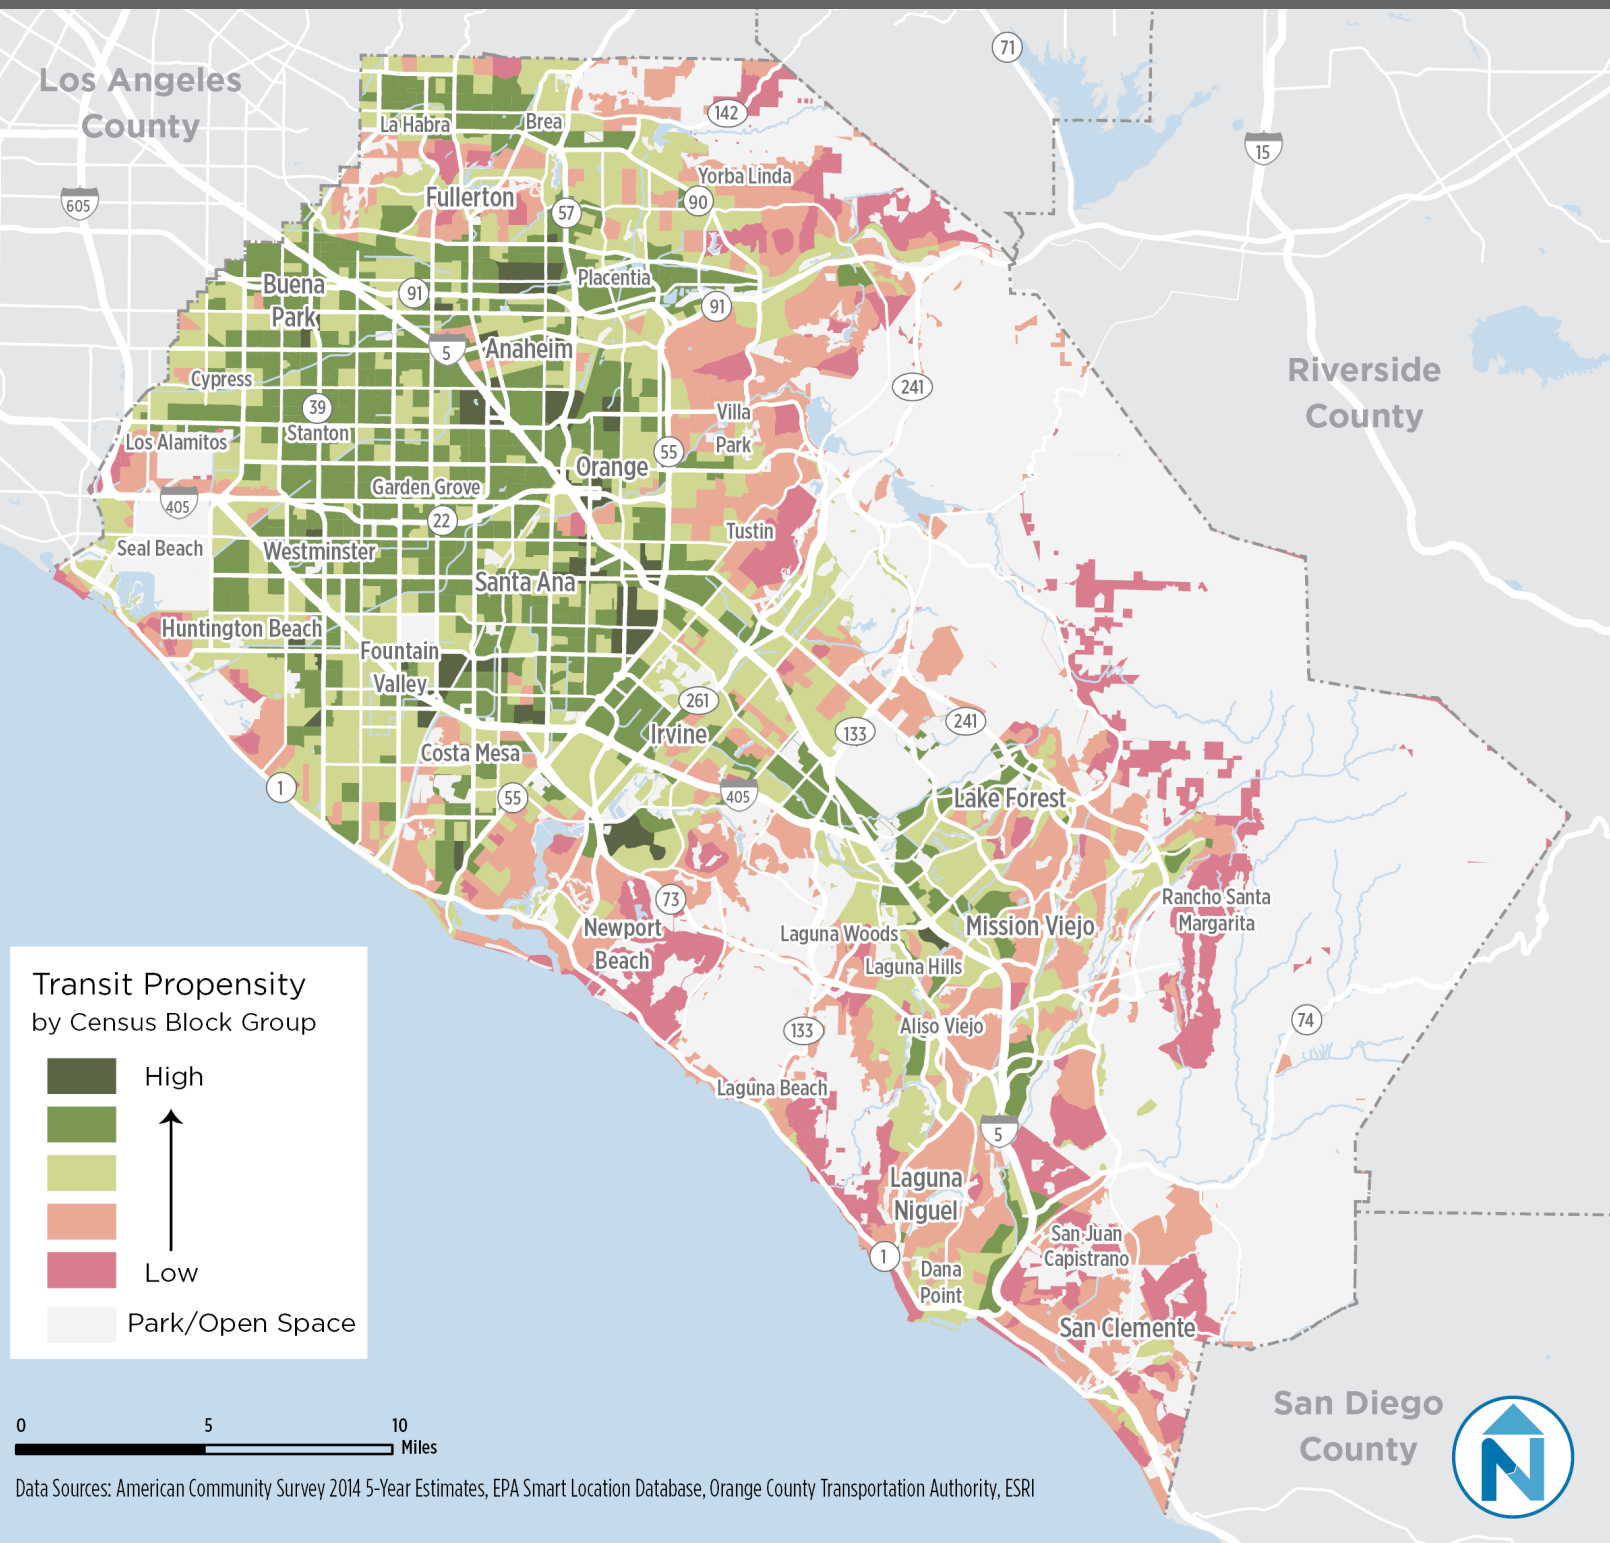 Los Angeles
County
71
142
15
La Habra
Brea
605
Yorba Linda
Fullerton
90
57
Buena
Park
91
Placentia
91
5
Anaheim
Riverside
County
Cypress
241
39
Stanton
Villa
Park
Los Alamitos
55
Orange
Garden Grove
405
22
Tustin
Seal Beach
Westminster
Santa Ana
Huntington Beach
Fountain
Valley
261
Irvine
133
241
Costa Mesa
1
55
405
Lake Forest
73
Rancho Santa
Margarita
Newport
Beach
Laguna Woods
Mission Viejo
Laguna Hills
Aliso Viejo
133
74
Laguna Beach
5
Laguna
Niguel
San Juan
Capistrano
1
Dana
Point
San Clemente
San Diego
County
Transit Propensity
by Census Block Group
High
Low
Park/Open Space
0 5 10
Miles
Data Sources: American Community Survey 2014 5-Year Estimates, EPA Smart Location Database, Orange County Transportation Authority, ESRI
N